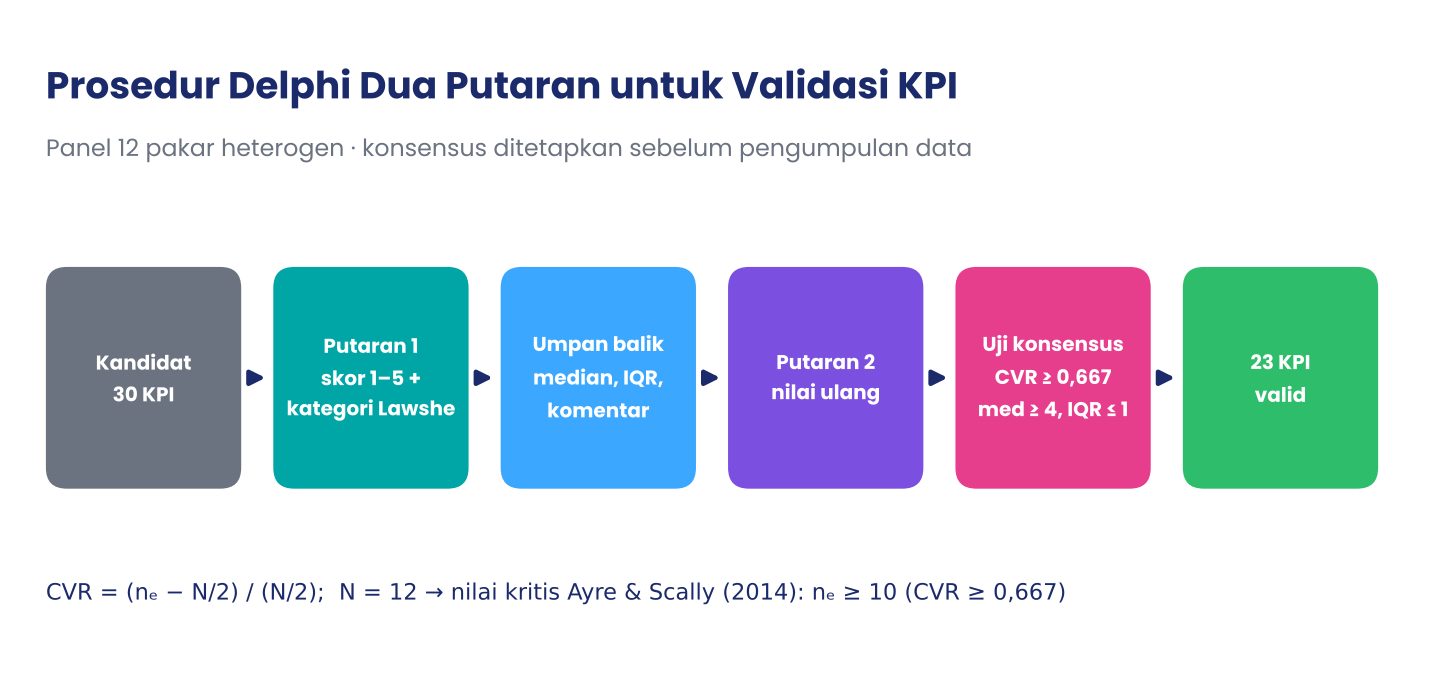 Prosedur Delphi Dua Putaran untuk Validasi KPI
Panel 12 pakar heterogen · konsensus ditetapkan sebelum pengumpulan data
Kandidat
30 KPI
Putaran 1
skor 1–5 +
kategori Lawshe
Umpan balik
median, IQR,
komentar
Putaran 2
nilai ulang
Uji konsensus
CVR ≥ 0,667
med ≥ 4, IQR ≤ 1
23 KPI
valid
CVR = (nₑ − N/2) / (N/2);  N = 12 → nilai kritis Ayre & Scally (2014): nₑ ≥ 10 (CVR ≥ 0,667)